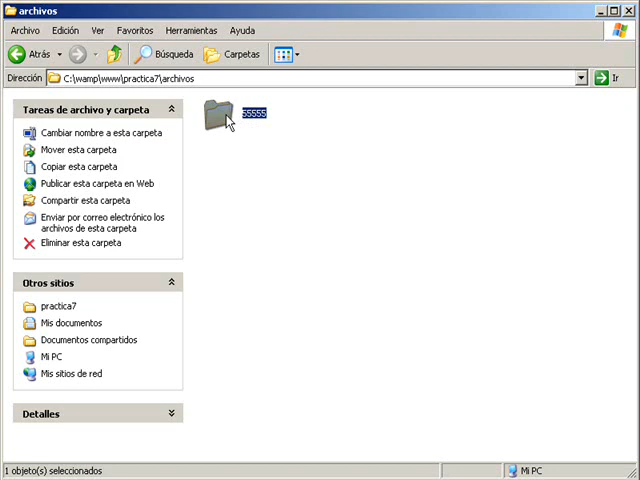 archivos
Archivo Edición Ver Favoritos Herramientas Ayuda
Atrás Búsqueda Carpetas
Dirección C:\wamp\www\practica7\archivos Ir
Tareas de archivo y carpeta
Cambiar nombre a esta carpeta
Mover esta carpeta
Copiar esta carpeta
Publicar esta carpeta en Web
Compartir esta carpeta
Enviar por correo electrónico los
archivos de esta carpeta
Eliminar esta carpeta
Otros sitios
practica7
Mis documentos
Documentos compartidos
Mi PC
Mis sitios de red
Detalles
55555
1 objeto(s) seleccionados
Mi PC